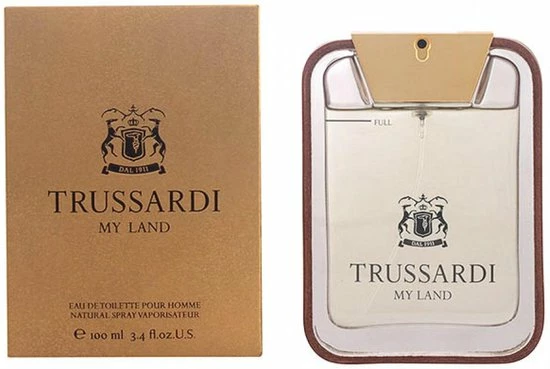 DAL 1911
TRUSSARDI
MY LAND
EAU DE TOILETTE POUR HOMME
NATURAL SPRAY VAPORISATEUR
e 100 ml 3.4 fl.oz.U.S.
FULL
DAL 1911
TRUSSARDI
MY LAND